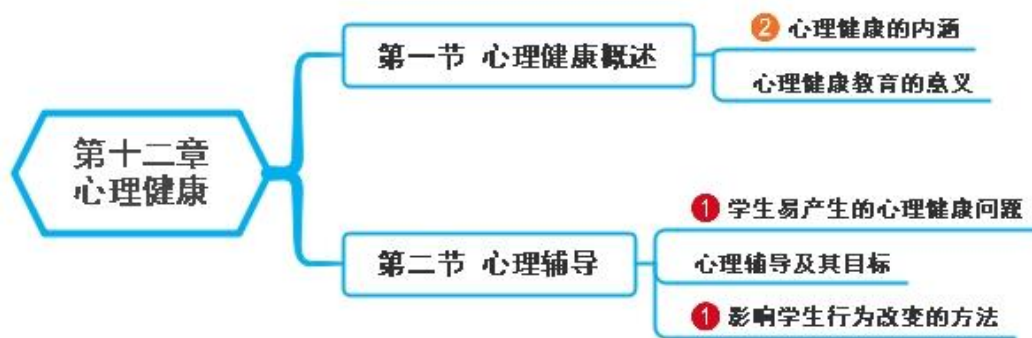 第十二章
心理健康
第一节 心理健康概述
2 心理健康的内涵
心理健康教育的意义
第二节 心理辅导
1 学生易产生的心理健康问题
心理辅导及其目标
1 影响学生行为改变的方法